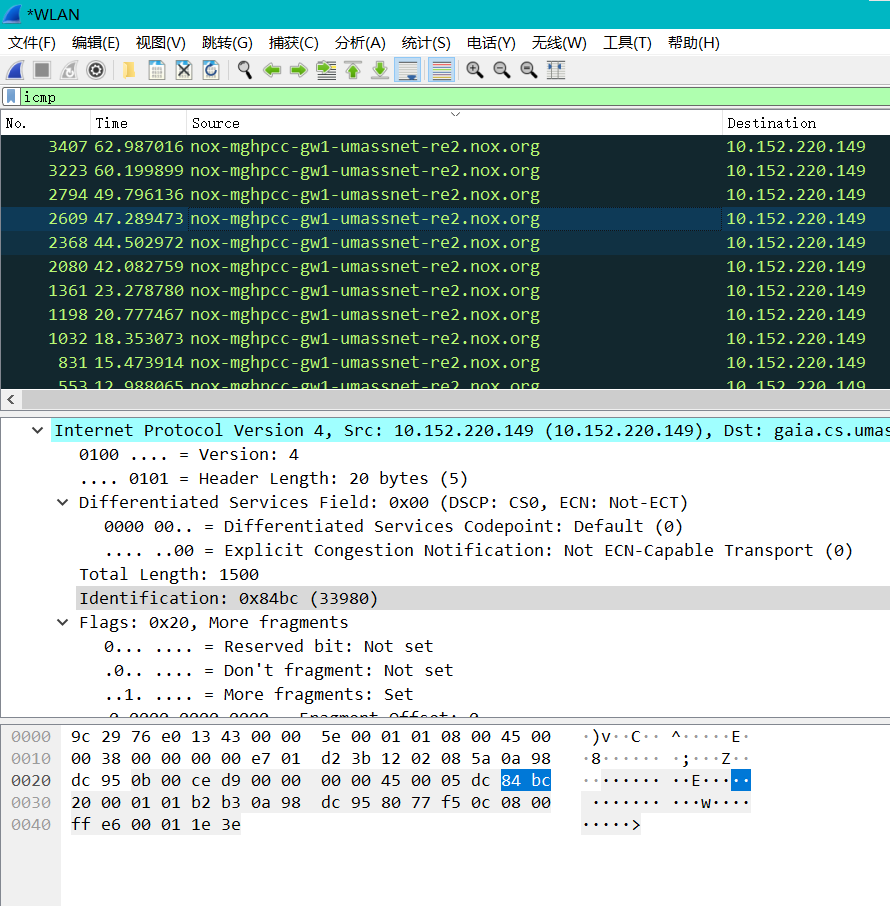 *WLAN
文件(F) 编辑(E) 视图(V) 跳转(G) 捕获(C) 分析(A) 统计(S) 电话(Y) 无线(W) 工具(T) 帮助(H)
icmp
No. Time Source Destination
3407 62.987016 nox-mghpcc-gw1-umassnet-re2.nox.org 10.152.220.149
3223 60.199899 nox-mghpcc-gw1-umassnet-re2.nox.org 10.152.220.149
2794 49.796136 nox-mghpcc-gw1-umassnet-re2.nox.org 10.152.220.149
2609 47.289473 nox-mghpcc-gw1-umassnet-re2.nox.org 10.152.220.149
2368 44.502972 nox-mghpcc-gw1-umassnet-re2.nox.org 10.152.220.149
2080 42.082759 nox-mghpcc-gw1-umassnet-re2.nox.org 10.152.220.149
1361 23.278780 nox-mghpcc-gw1-umassnet-re2.nox.org 10.152.220.149
1198 20.777467 nox-mghpcc-gw1-umassnet-re2.nox.org 10.152.220.149
1032 18.353073 nox-mghpcc-gw1-umassnet-re2.nox.org 10.152.220.149
831 15.473914 nox-mghpcc-gw1-umassnet-re2.nox.org 10.152.220.149
553 12.988065 nox-mghpcc-gw1-umassnet-re2.nox.org 10.152.220.149
Internet Protocol Version 4, Src: 10.152.220.149 (10.152.220.149), Dst: gaia.cs.umas
0100 .... = Version: 4
.... 0101 = Header Length: 20 bytes (5)
Differentiated Services Field: 0x00 (DSCP: CS0, ECN: Not-ECT)
0000 00.. = Differentiated Services Codepoint: Default (0)
.... ..00 = Explicit Congestion Notification: Not ECN-Capable Transport (0)
Total Length: 1500
Identification: 0x84bc (33980)
Flags: 0x20, More fragments
0... .... = Reserved bit: Not set
.0.. .... = Don't fragment: Not set
..1. .... = More fragments: Set
...0 0000 0000 0000 = Fragment Offset: 0
0000 9c 29 76 e0 13 43 00 00 5e 00 01 01 08 00 45 00 ·)v··C·· ^·····E·
0010 00 38 00 00 00 00 e7 01 d2 3b 12 02 08 5a 0a 98 ·8······ ·;···Z··
0020 dc 95 0b 00 ce d9 00 00 00 00 45 00 05 dc 84 bc ········ ··E·····
0030 20 00 01 01 b2 b3 0a 98 dc 95 80 77 f5 0c 08 00 ······· ···w····
0040 ff e6 00 01 1e 3e ·····>